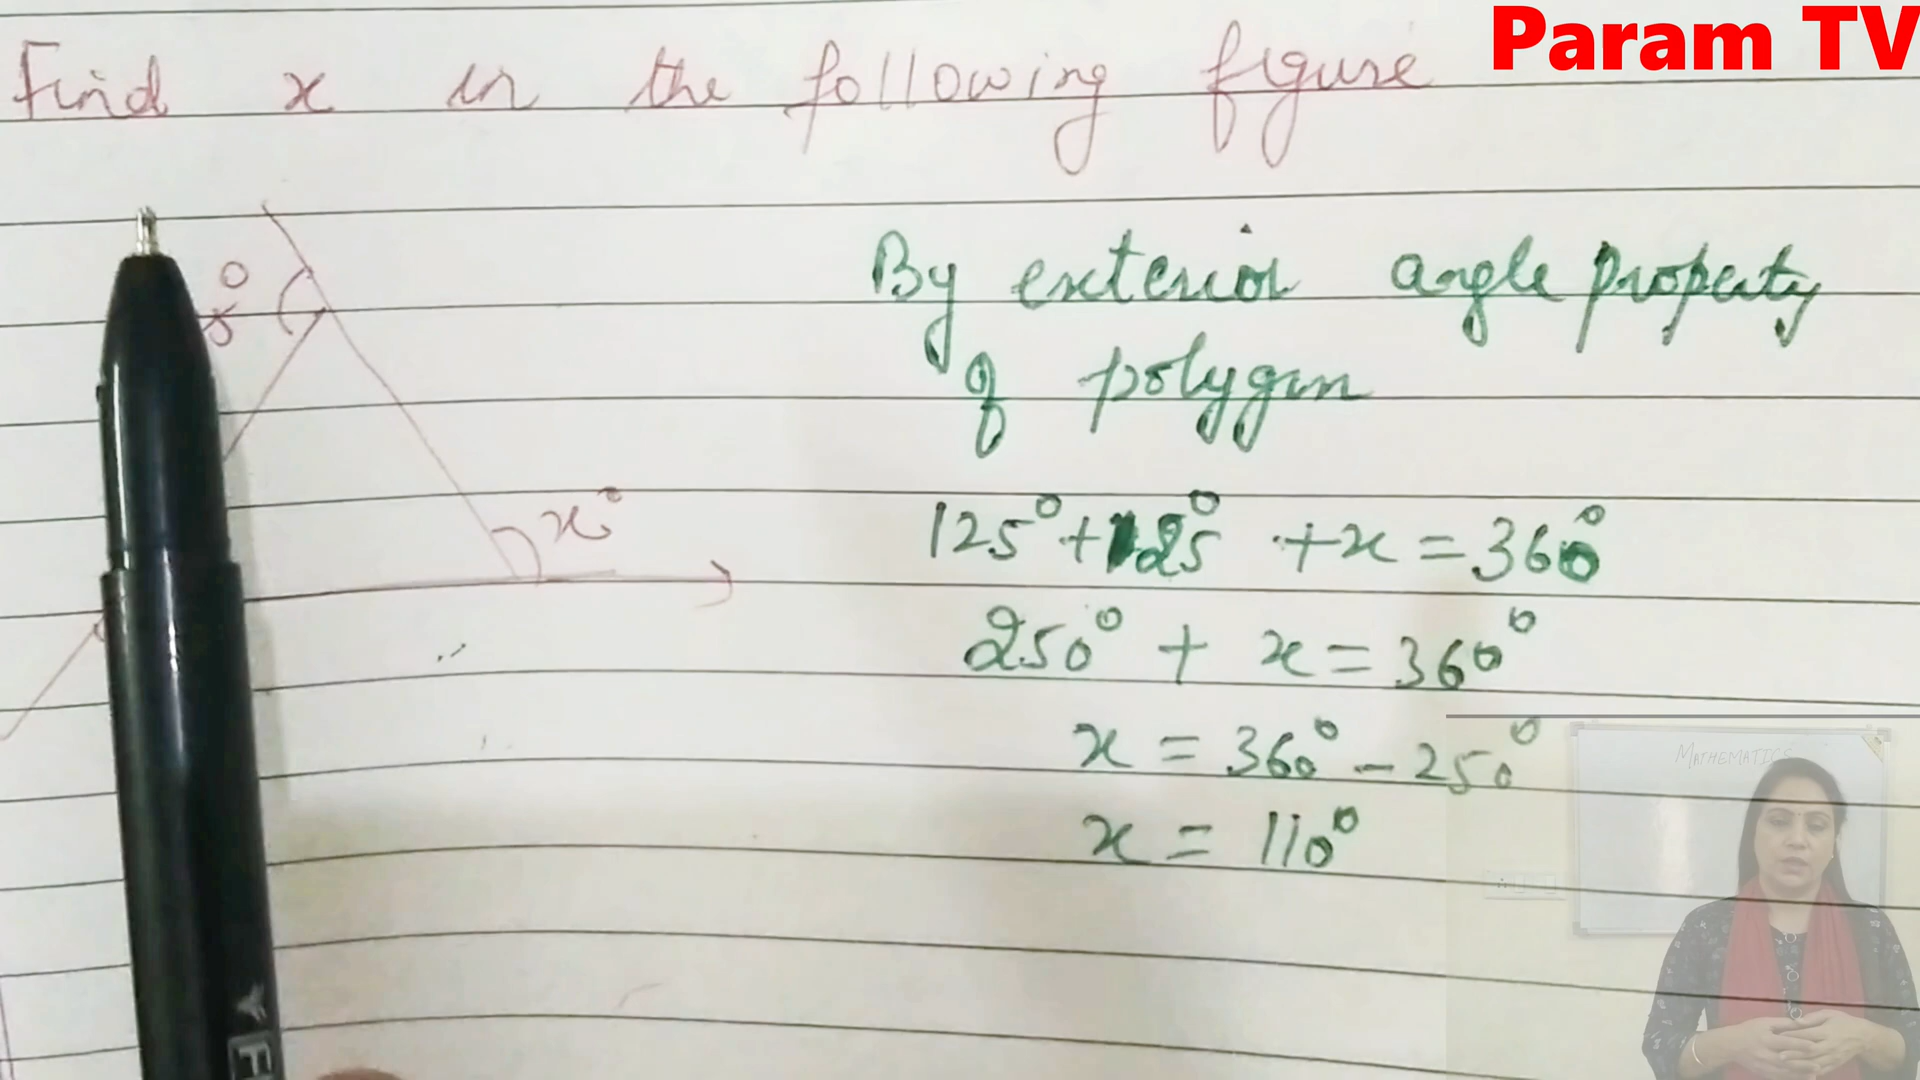 Param TV
Find x in the following figure
x°
By exterior angle property
of polygon
125° + 125° + x = 360°
250° + x = 360°
x = 360° - 250°
x = 110°
MATHEMATICS